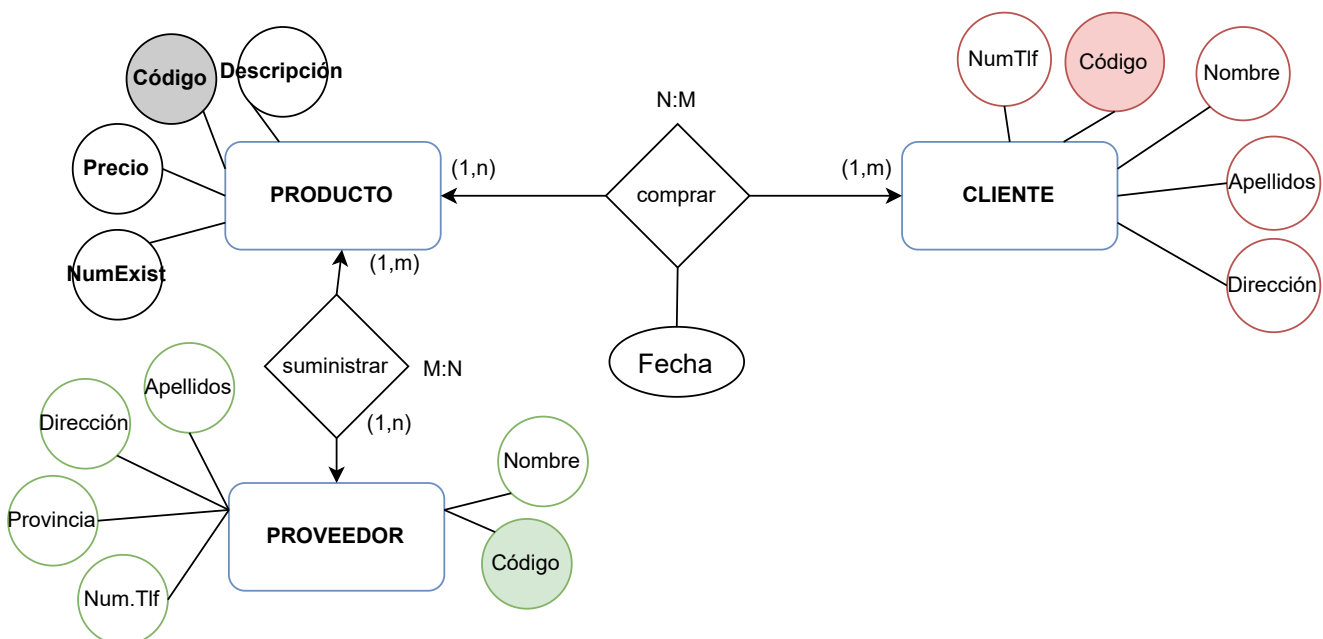 NumTlf
Código
Nombre
Código
Descripción
N:M
Precio
PRODUCTO
(1,n)
comprar
(1,m)
CLIENTE
Apellidos
NumExist
(1,m)
Dirección
suministrar
M:N
Fecha
Apellidos
Dirección
(1,n)
Nombre
Provincia
PROVEEDOR
Código
Num.Tlf